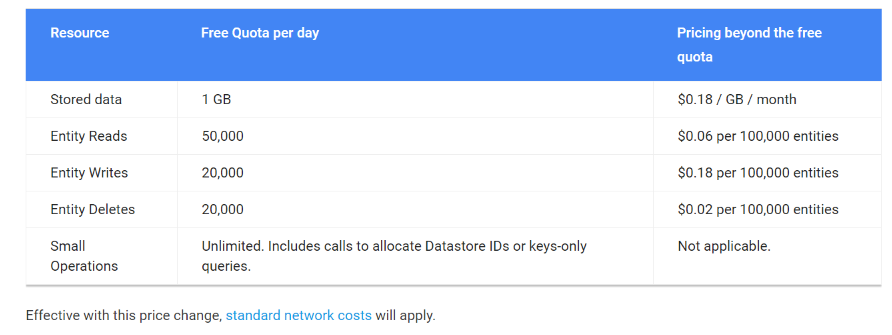 Resource Free Quota per day Pricing beyond the free
quota
Stored data 1 GB $0.18 / GB / month
Entity Reads 50,000 $0.06 per 100,000 entities
Entity Writes 20,000 $0.18 per 100,000 entities
Entity Deletes 20,000 $0.02 per 100,000 entities
Small Unlimited. Includes calls to allocate Datastore IDs or keys-only Not applicable.
Operations queries.
Effective with this price change, standard network costs will apply.